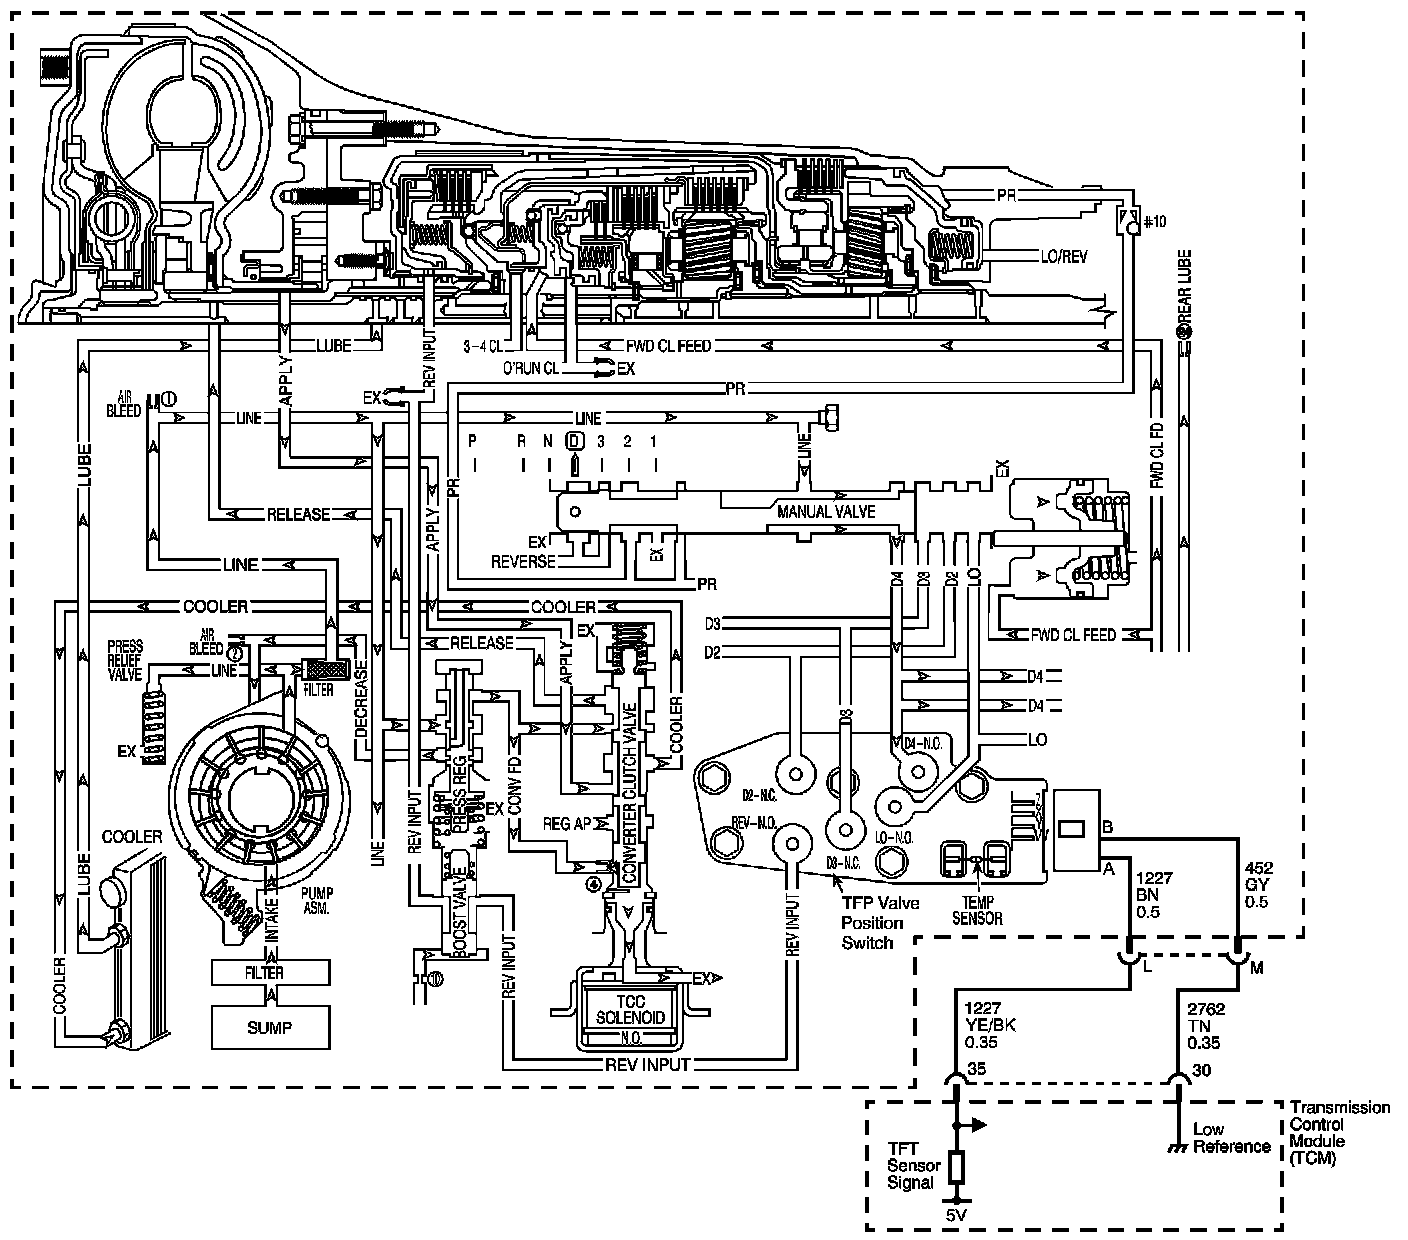 PR
#10
LO/REV
REAR LUBE
LUBE
APPLY
REV INPUT
3-4 CL
FWD CL FEED
O'RUN CL
EX
AIR
BLEED
1
EX
PR
LINE
LINE
LUBE
P R N D 3 2 1
LINE
EX
FWD CL FD
PR
RELEASE
APPLY
MANUAL VALVE
EX
REVERSE
EX
LINE
PR
D4
D3
D2
LO
COOLER
COOLER
D3
FWD CL FEED
AIR
BLEED
2
PRESS
RELIEF
VALVE
LINE
RELEASE
EX
D2
FILTER
DECREASE
APPLY
D4
D4
COOLER
D3
LO
EX
D4-N.O.
CONVERTER CLUTCH VALVE
PRESS REG
CONV FD
D2-N.C.
EX
REV INPUT
REG AP
REV-N.O.
LO-N.O.
B
COOLER
LINE
D3-N.C.
A
LUBE
4
452
GY
0.5
1227
BN
0.5
PUMP
ASM.
INTAKE
BOOST VALVE
TFP Valve
Position
Switch
TEMP
SENSOR
REV INPUT
REV INPUT
FILTER
COOLER
EX
L
M
TCC
SOLENOID
N.O.
SUMP
1227
YE/BK
0.35
2762
TN
0.35
REV INPUT
35
30
Transmission
Control
Module
(TCM)
Low
Reference
TFT
Sensor
Signal
5V